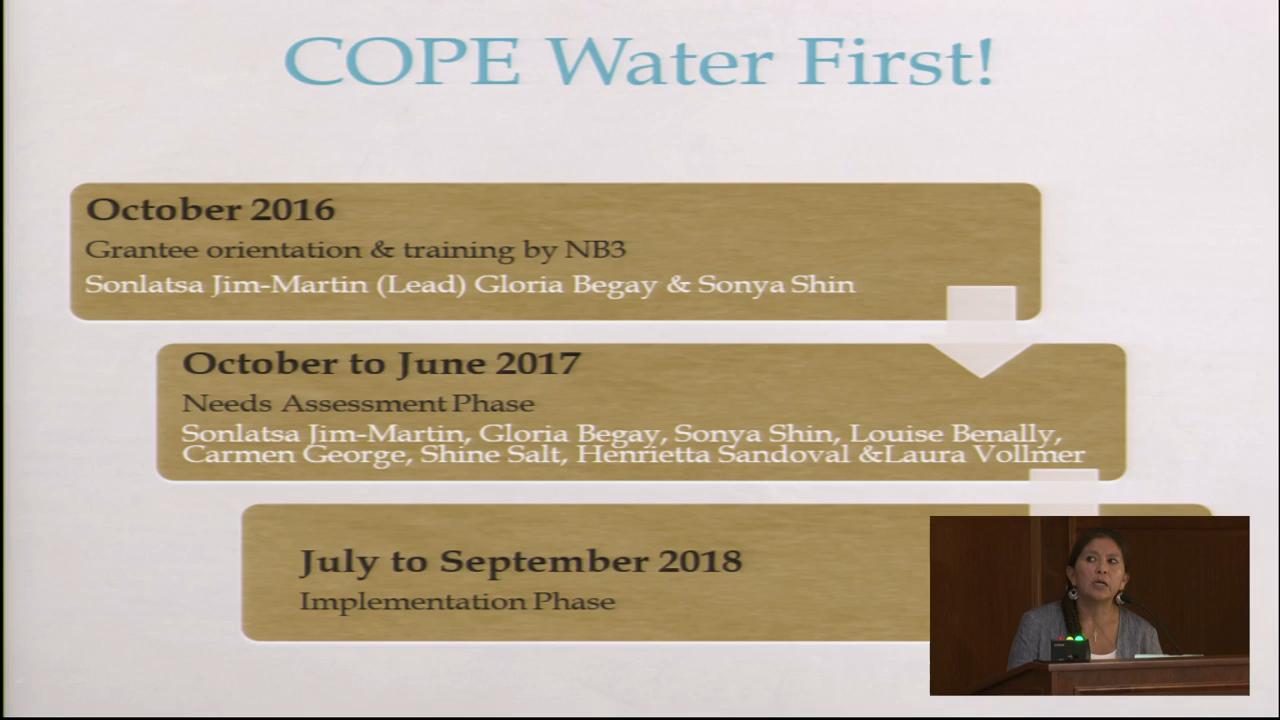 COPE Water First!
October 2016
Grantee orientation & training by NB3
Sonlatsa Jim-Martin (Lead) Gloria Begay & Sonya Shin
October to June 2017
Needs Assessment Phase
Sonlatsa Jim-Martin, Gloria Begay, Sonya Shin, Louise Benally,
Carmen George, Shine Salt, Henrietta Sandoval &Laura Vollmer
July to September 2018
Implementation Phase